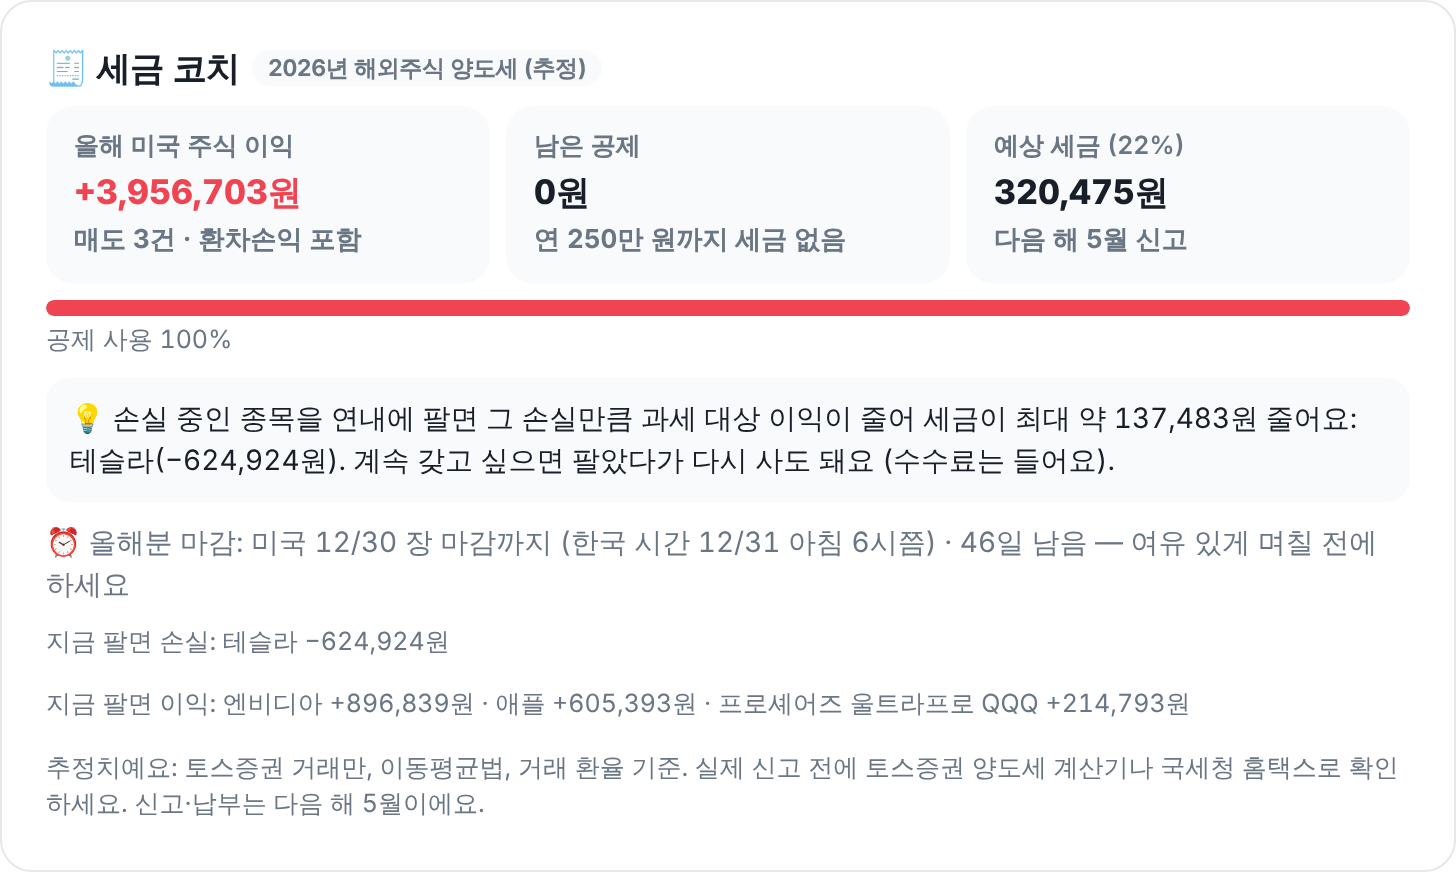 세금 코치
2026년 해외주식 양도세 (추정)
올해 미국 주식 이익
+3,956,703원
매도 3건 · 환차손익 포함
남은 공제
0원
연 250만 원까지 세금 없음
예상 세금 (22%)
320,475원
다음 해 5월 신고
공제 사용 100%
💡 손실 중인 종목을 연내에 팔면 그 손실만큼 과세 대상 이익이 줄어 세금이 최대 약 137,483원 줄어요:
테슬라(−624,924원). 계속 갖고 싶으면 팔았다가 다시 사도 돼요 (수수료는 들어요).
⏰ 올해분 마감: 미국 12/30 장 마감까지 (한국 시간 12/31 아침 6시쯤) · 46일 남음 — 여유 있게 며칠 전에
하세요
지금 팔면 손실: 테슬라 −624,924원
지금 팔면 이익: 엔비디아 +896,839원 · 애플 +605,393원 · 프로셰어즈 울트라프로 QQQ +214,793원
추정치예요: 토스증권 거래만, 이동평균법, 거래 환율 기준. 실제 신고 전에 토스증권 양도세 계산기나 국세청 홈택스로 확인
하세요. 신고·납부는 다음 해 5월이에요.